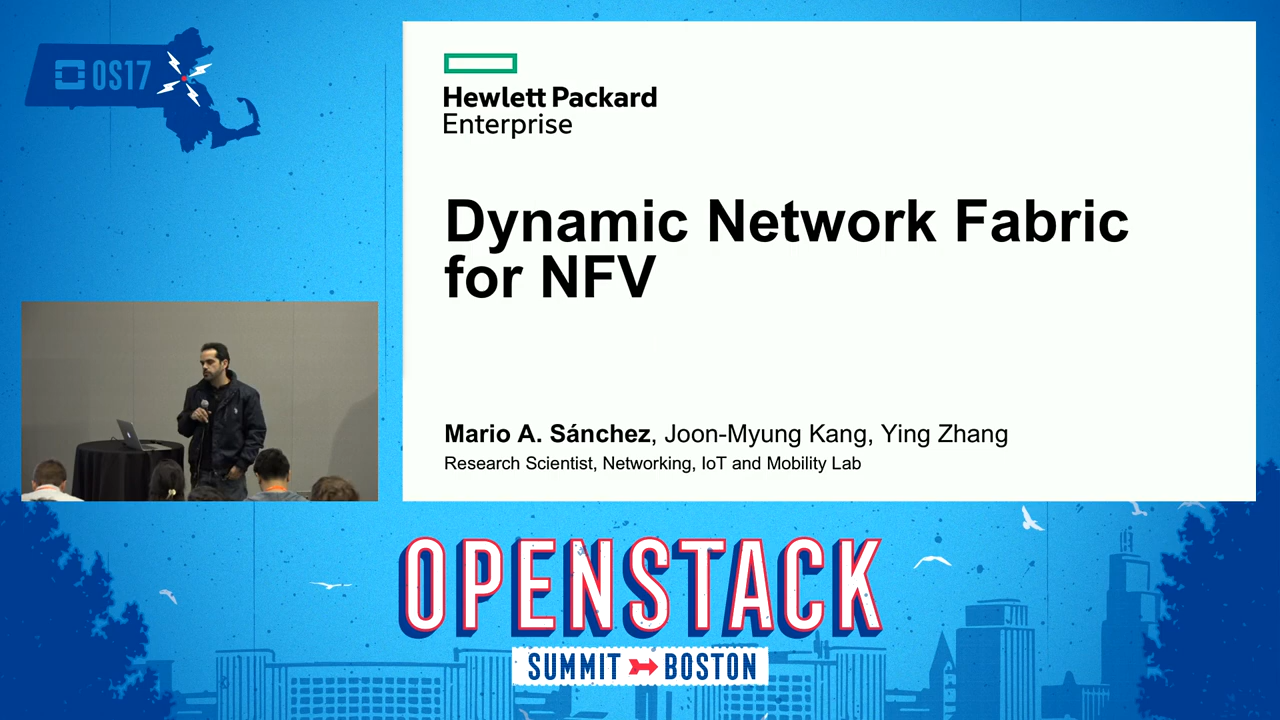 OS17
Hewlett Packard
Enterprise
Dynamic Network Fabric
for NFV
Mario A. Sánchez, Joon-Myung Kang, Ying Zhang
Research Scientist, Networking, IoT and Mobility Lab
OPENSTACK
SUMMIT BOSTON